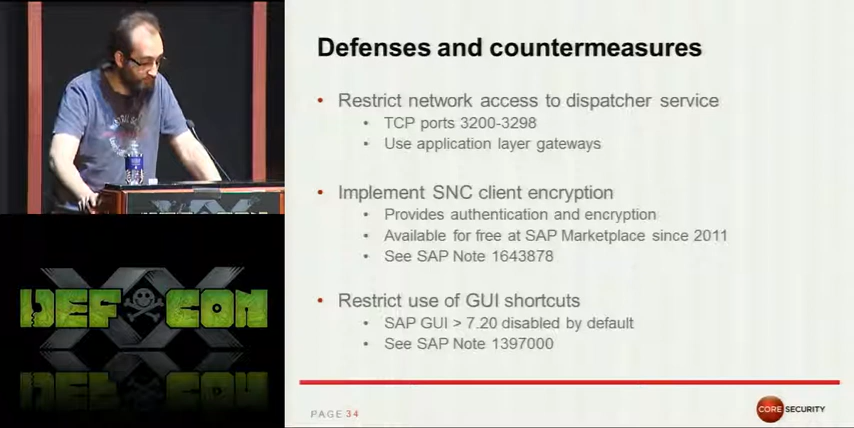 Defenses and countermeasures
Restrict network access to dispatcher service
TCP ports 3200-3298
Use application layer gateways
Implement SNC client encryption
Provides authentication and encryption
Available for free at SAP Marketplace since 2011
See SAP Note 1643878
Restrict use of GUI shortcuts
SAP GUI > 7.20 disabled by default
See SAP Note 1397000
PAGE 34
CORE SECURITY
XX
DEF CON